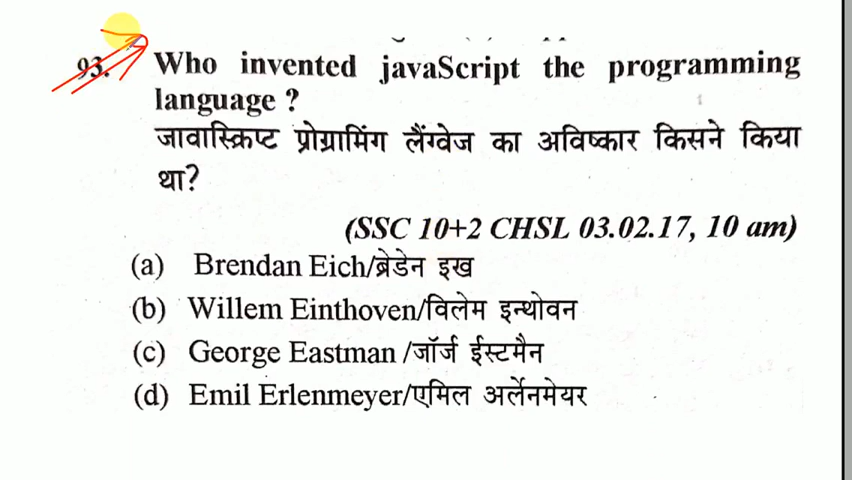 93. Who invented javaScript the programming
language ?
जावास्क्रिप्ट प्रोग्रामिंग लैंग्वेज का अविष्कार किसने किया
था?
(SSC 10+2 CHSL 03.02.17, 10 am)
(a) Brendan Eich/ब्रेडेन इख
(b) Willem Einthoven/विलेम इन्थोवन
(c) George Eastman /जॉर्ज ईस्टमैन
(d) Emil Erlenmeyer/एमिल अर्लेनमेयर